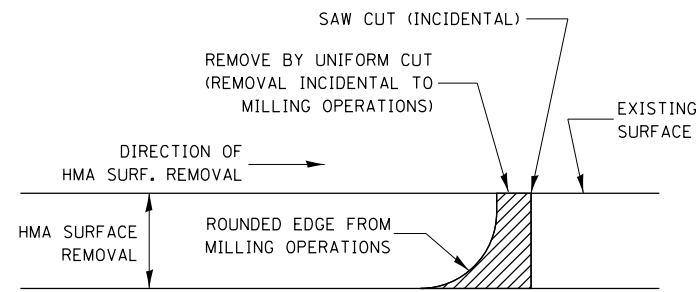 SAW CUT (INCIDENTAL)
REMOVE BY UNIFORM CUT
(REMOVAL INCIDENTAL TO
MILLING OPERATIONS)
EXISTING
SURFACE
DIRECTION OF
HMA SURF. REMOVAL
HMA SURFACE
REMOVAL
ROUNDED EDGE FROM
MILLING OPERATIONS